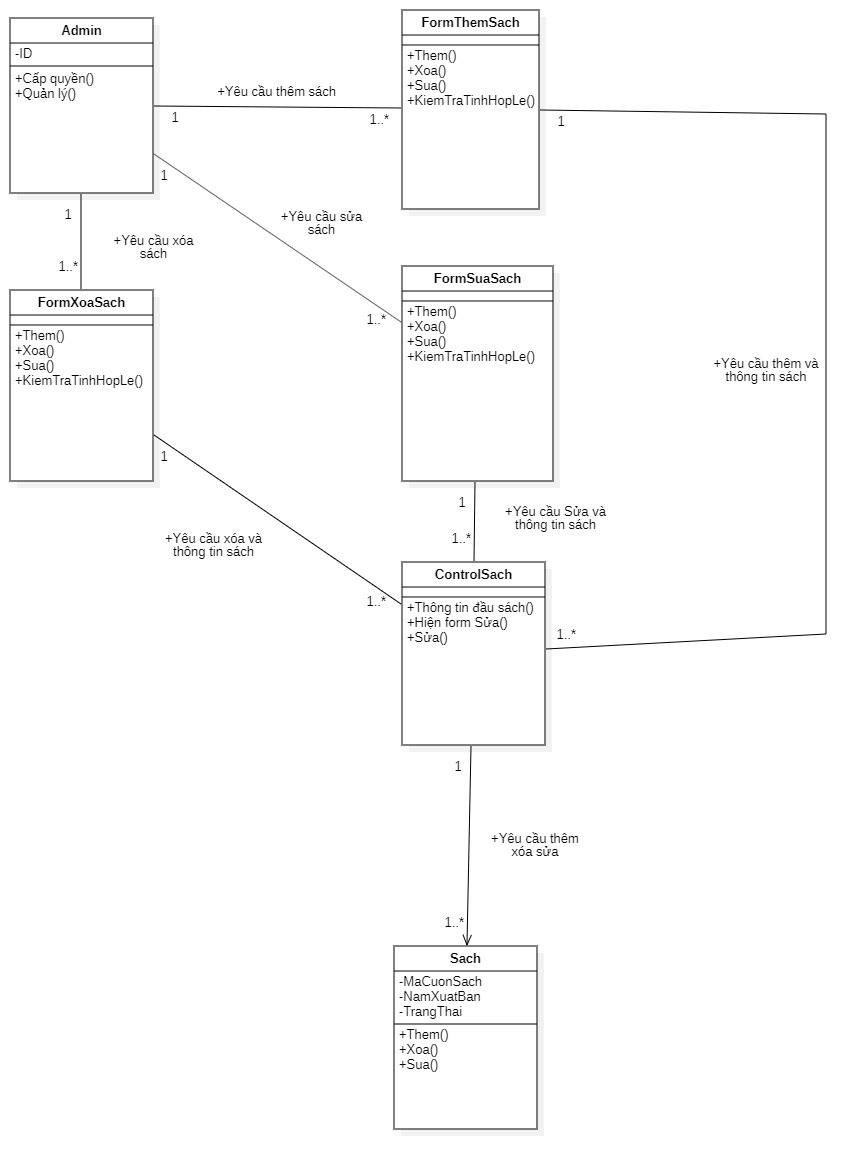 Admin
-ID
+Cấp quyền()
+Quản lý()
FormThemSach
+Them()
+Xoa()
+Sua()
+KiemTraTinhHopLe()
+Yêu cầu thêm sách
1
1..*
1
1
+Yêu cầu sửa
sách
1..*
1
+Yêu cầu xóa
sách
1..*
FormXoaSach
+Them()
+Xoa()
+Sua()
+KiemTraTinhHopLe()
FormSuaSach
+Them()
+Xoa()
+Sua()
+KiemTraTinhHopLe()
+Yêu cầu thêm và
thông tin sách
1
+Yêu cầu xóa và
thông tin sách
1..*
1
+Yêu cầu Sửa và
thông tin sách
1..*
ControlSach
+Thông tin đầu sách()
+Hiện form Sửa()
+Sửa()
1..*
1
+Yêu cầu thêm
xóa sửa
1..*
Sach
-MaCuonSach
-NamXuatBan
-TrangThai
+Them()
+Xoa()
+Sua()